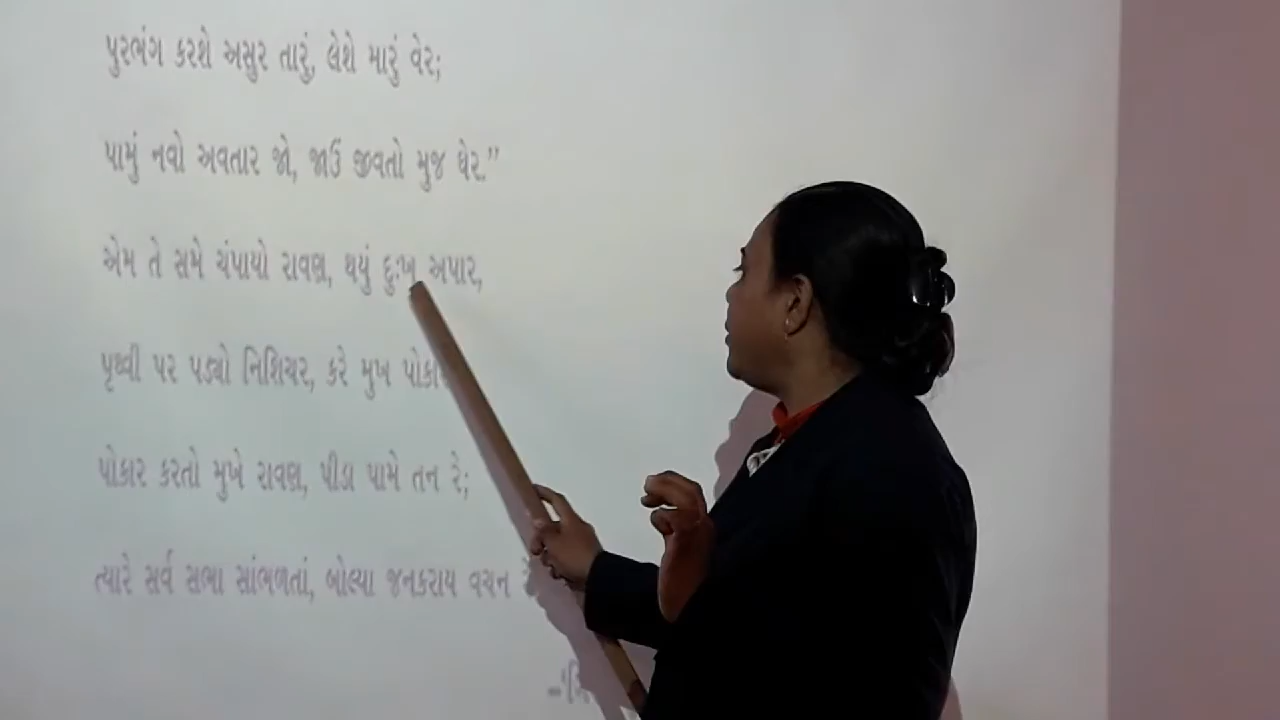 પુરભંગ કરશે અસુર તારું, લેશે મારું વેર;
પામું નવો અવતાર જો, જાઉં જીવતો મુજ ઘેર.”
એમ તે સમે ચંપાયો રાવણ, થયું દુઃખ અપાર,
પૃથ્વી પર પડ્યો નિશિચર, કરે મુખ
પોકાર કરતો મુખે રાવણ, પીડા પામે તન રે;
ત્યારે સર્વ સભા સાંભળતાં, બોલ્યા જનકરાય વચન